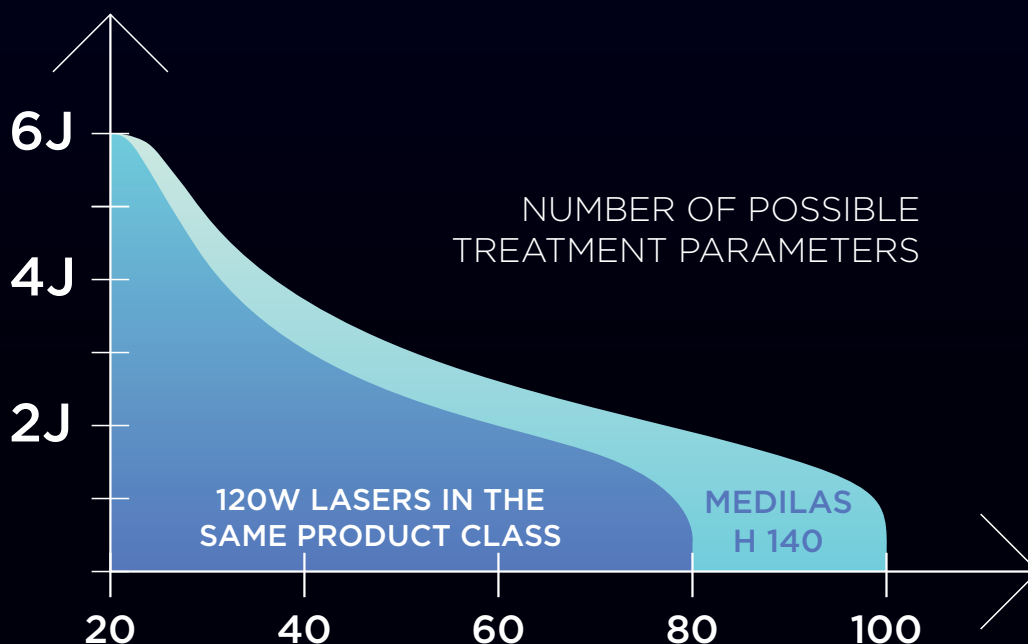 6J
NUMBER OF POSSIBLE
TREATMENT PARAMETERS
4J
2J
120W LASERS IN THE
SAME PRODUCT CLASS
MEDILAS
H 140
20 40 60 80 100